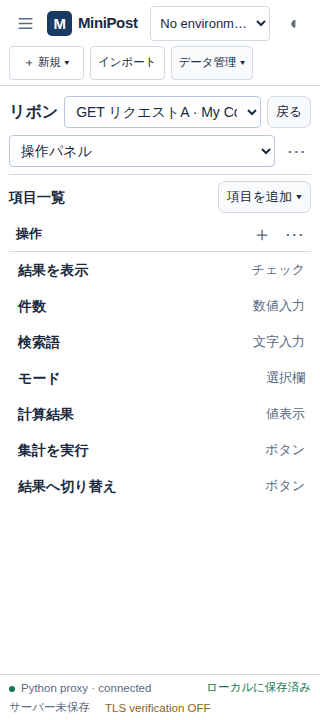 M MiniPost No environm…
＋ 新規 ▾ インポート データ管理 ▾
リボン GET リクエストA · My Co 戻る
操作パネル …
項目一覧 項目を追加 ▾
操作 ＋ …
結果を表示 チェック
件数 数値入力
検索語 文字入力
モード 選択欄
計算結果 値表示
集計を実行 ボタン
結果へ切り替え ボタン
Python proxy · connected ローカルに保存済み
サーバー未保存 TLS verification OFF